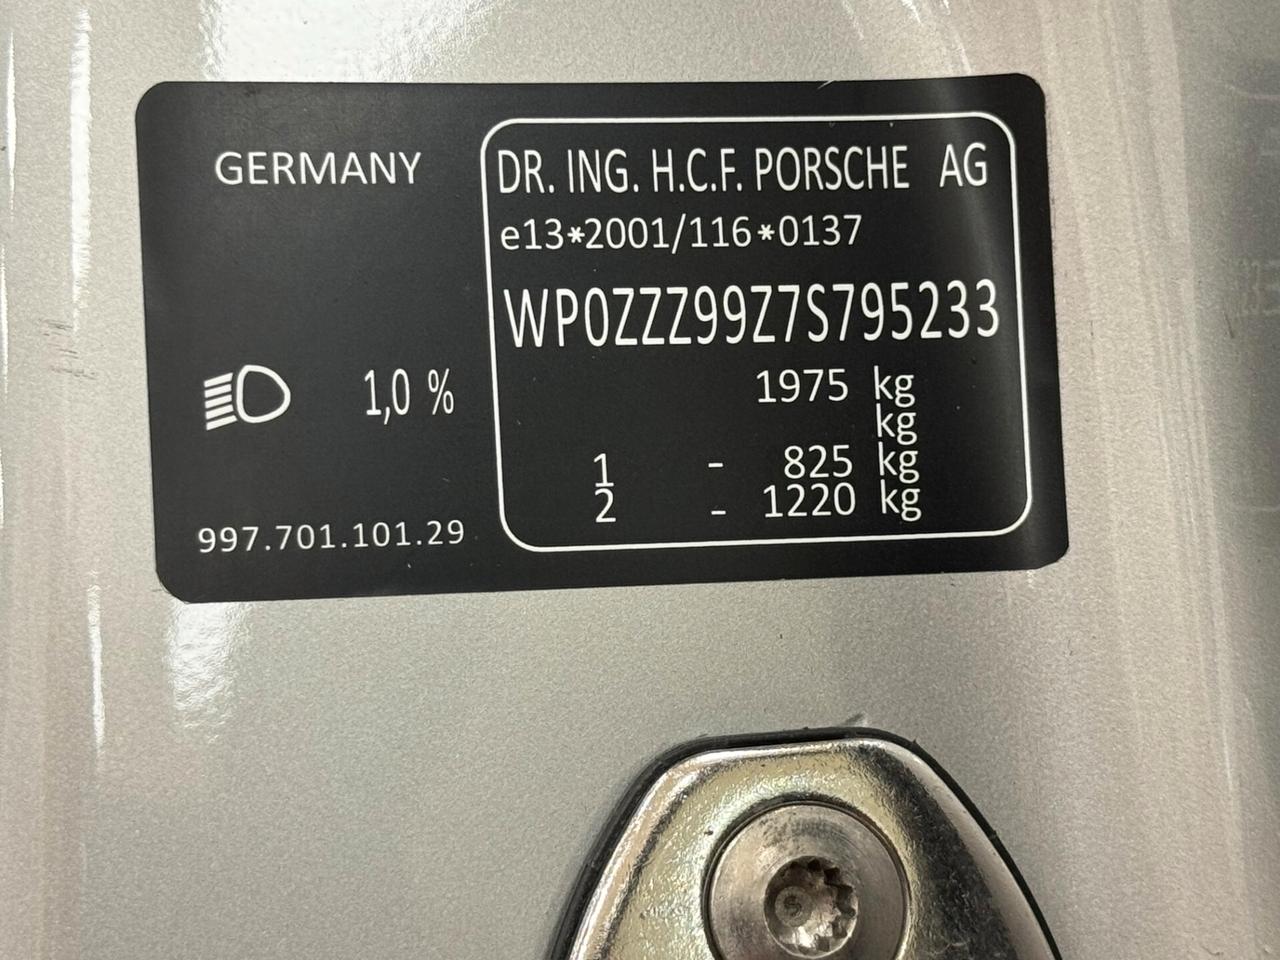 GERMANY
DR. ING. H.C.F. PORSCHE AG
e13*2001/116*0137
WP0ZZZ99Z7S795233
1,0 %
1975 kg
kg
1 - 825 kg
2 - 1220 kg
997.701.101.29